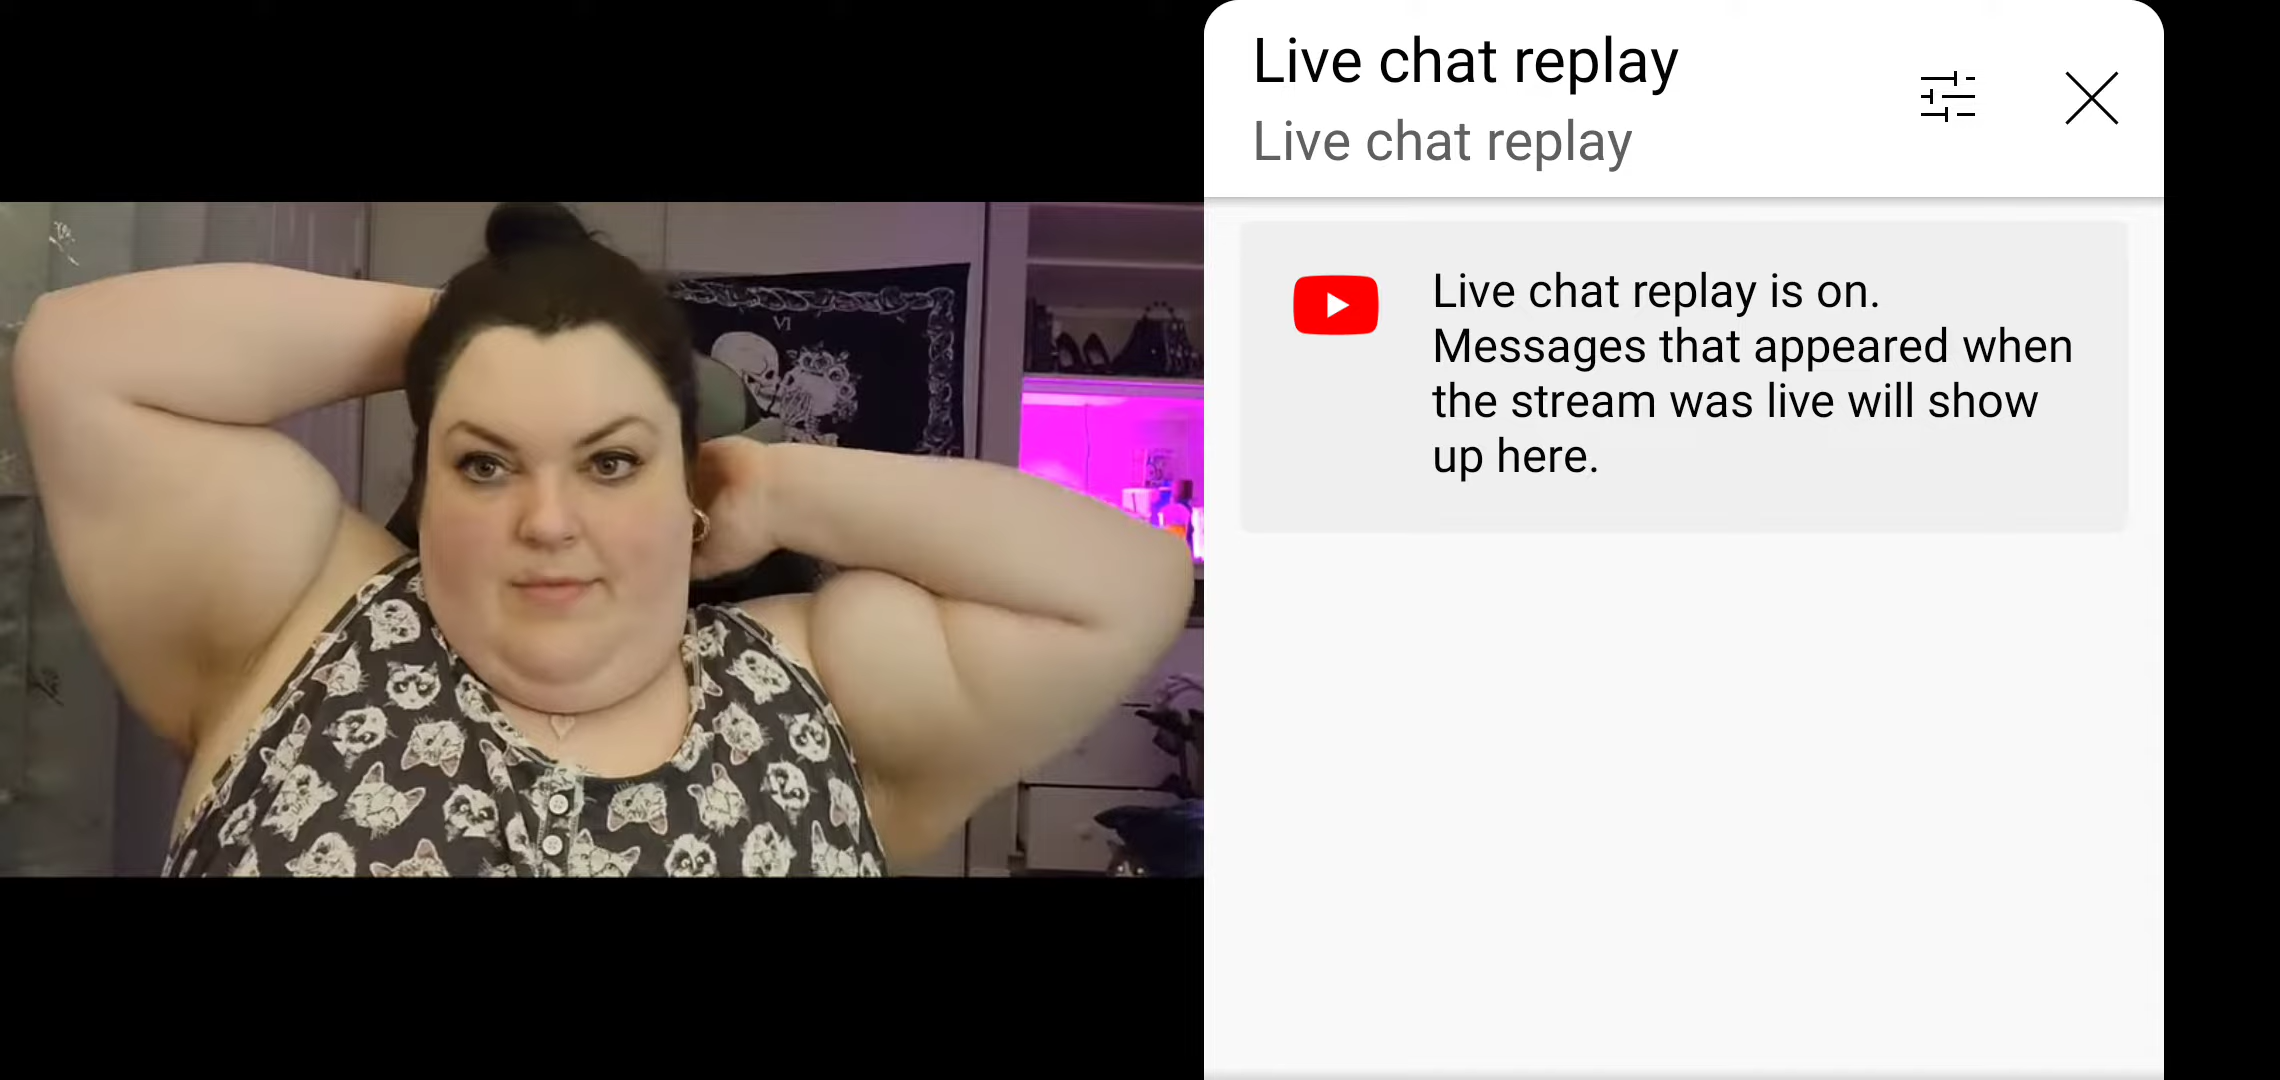 Live chat replay
Live chat replay
Live chat replay is on.
Messages that appeared when
the stream was live will show
up here.
VI